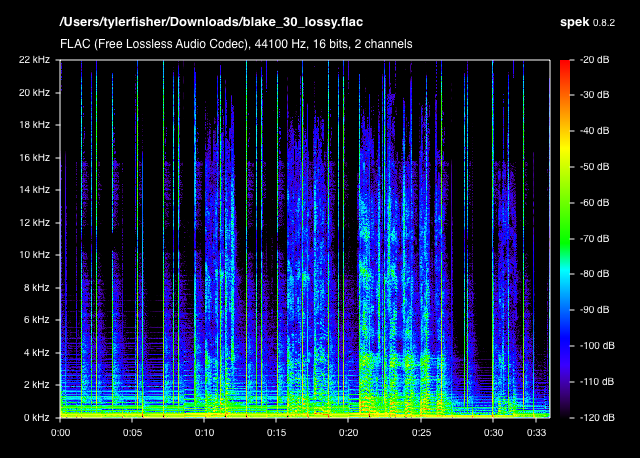 /Users/tylerfisher/Downloads/blake_30_lossy.flac
spek 0.8.2
FLAC (Free Lossless Audio Codec), 44100 Hz, 16 bits, 2 channels
22 kHz
20 kHz
18 kHz
16 kHz
14 kHz
12 kHz
10 kHz
8 kHz
6 kHz
4 kHz
2 kHz
0 kHz
-20 dB
-30 dB
-40 dB
-50 dB
-60 dB
-70 dB
-80 dB
-90 dB
-100 dB
-110 dB
-120 dB
0:00 0:05 0:10 0:15 0:20 0:25 0:30 0:33